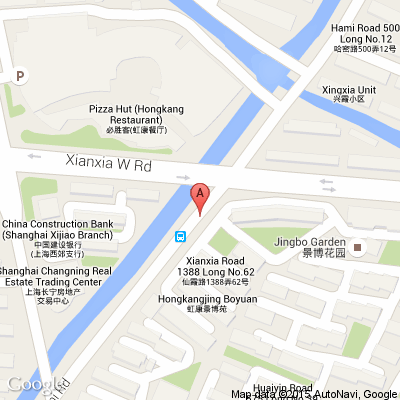 Hami Road 500
Long No.12
哈密路500弄12号
Xingxia Unit
兴霞小区
P
Pizza Hut (Hongkang
Restaurant)
必胜客(虹康餐厅)
Xianxia W Rd
A
China Construction Bank
(Shanghai Xijiao Branch)
中国建设银行
(上海西郊支行)
Jingbo Garden
景博花园
Xianxia Road
1388 Long No.62
仙霞路1388弄62号
Shanghai Changning Real
Estate Trading Center
上海长宁房地产
交易中心
Hongkangjing Boyuan
虹康景博苑
Rd
Huaiyin Road
Google
Map data ©2015 AutoNavi, Google